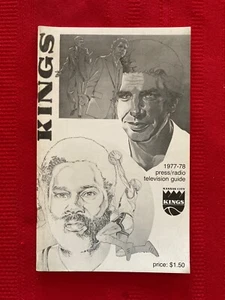 KINGS
1977-78
press/radio
television guide
KANSAS CITY
KINGS
price: $1.50